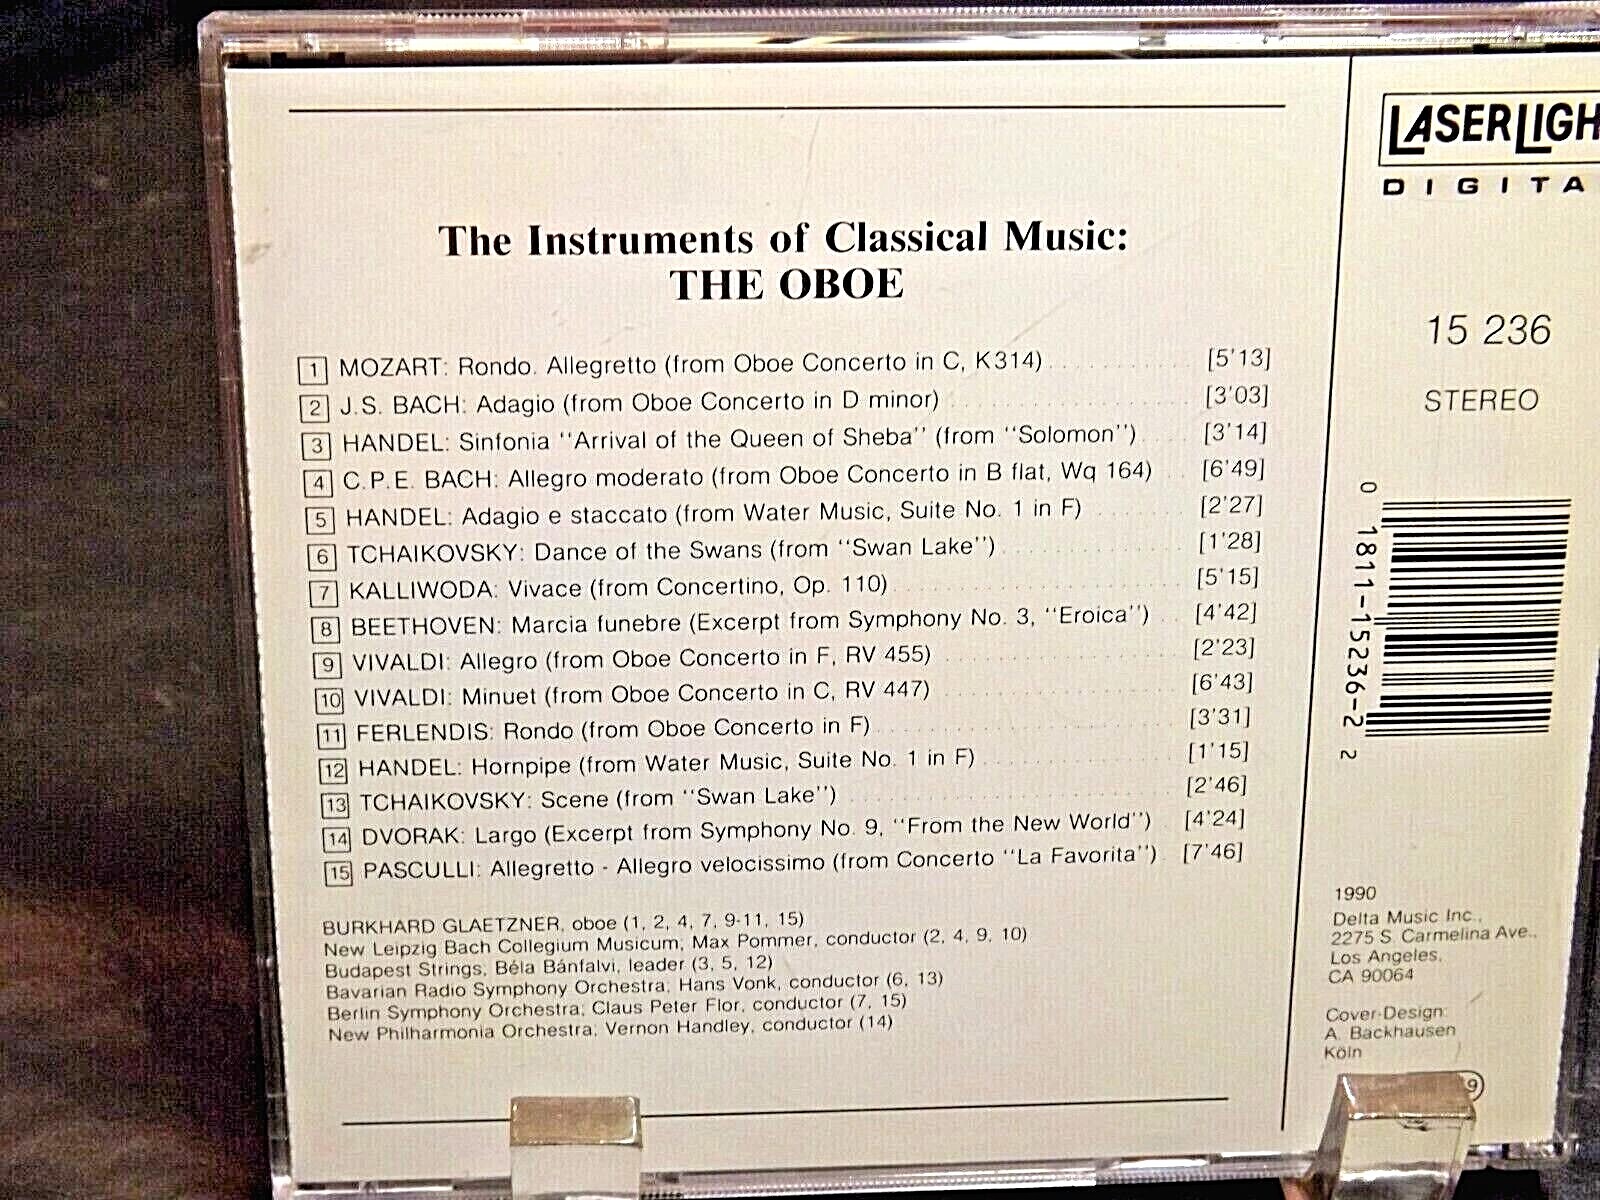 The Instruments of Classical Music:
THE OBOE
1 MOZART: Rondo. Allegretto (from Oboe Concerto in C, K314) [5'13]
2 J.S. BACH: Adagio (from Oboe Concerto in D minor) [3'03]
3 HANDEL: Sinfonia "Arrival of the Queen of Sheba" (from "Solomon") [3'14]
4 C.P.E. BACH: Allegro moderato (from Oboe Concerto in B flat, Wq 164) [6'49]
5 HANDEL: Adagio e staccato (from Water Music, Suite No. 1 in F) [2'27]
6 TCHAIKOVSKY: Dance of the Swans (from "Swan Lake") [1'28]
7 KALLIWODA: Vivace (from Concertino, Op. 110) [5'15]
8 BEETHOVEN: Marcia funebre (Excerpt from Symphony No. 3, "Eroica") [4'42]
9 VIVALDI: Allegro (from Oboe Concerto in F, RV 455) [2'23]
10 VIVALDI: Minuet (from Oboe Concerto in C, RV 447) [6'43]
11 FERLENDIS: Rondo (from Oboe Concerto in F) [3'31]
12 HANDEL: Hornpipe (from Water Music, Suite No. 1 in F) [1'15]
13 TCHAIKOVSKY: Scene (from "Swan Lake") [2'46]
14 DVORAK: Largo (Excerpt from Symphony No. 9, "From the New World") [4'24]
15 PASCULLI: Allegretto - Allegro velocissimo (from Concerto "La Favorita") [7'46]
BURKHARD GLAETZNER, oboe (1, 2, 4, 7, 9-11, 15)
New Leipzig Bach Collegium Musicum, Max Pommer, conductor (2, 4, 9, 10)
Budapest Strings, Béla Bánfalvi, leader (3, 5, 12)
Bavarian Radio Symphony Orchestra, Hans Vonk, conductor (6, 13)
Berlin Symphony Orchestra, Claus Peter Flor, conductor (7, 15)
New Philharmonia Orchestra, Vernon Handley, conductor (14)
LASERLIGH
DIGITA
15 236
STEREO
0 1811-15236-2 2
1990
Delta Music Inc.,
2275 S. Carmelina Ave.,
Los Angeles,
CA 90064
Cover-Design:
A. Backhausen
Köln